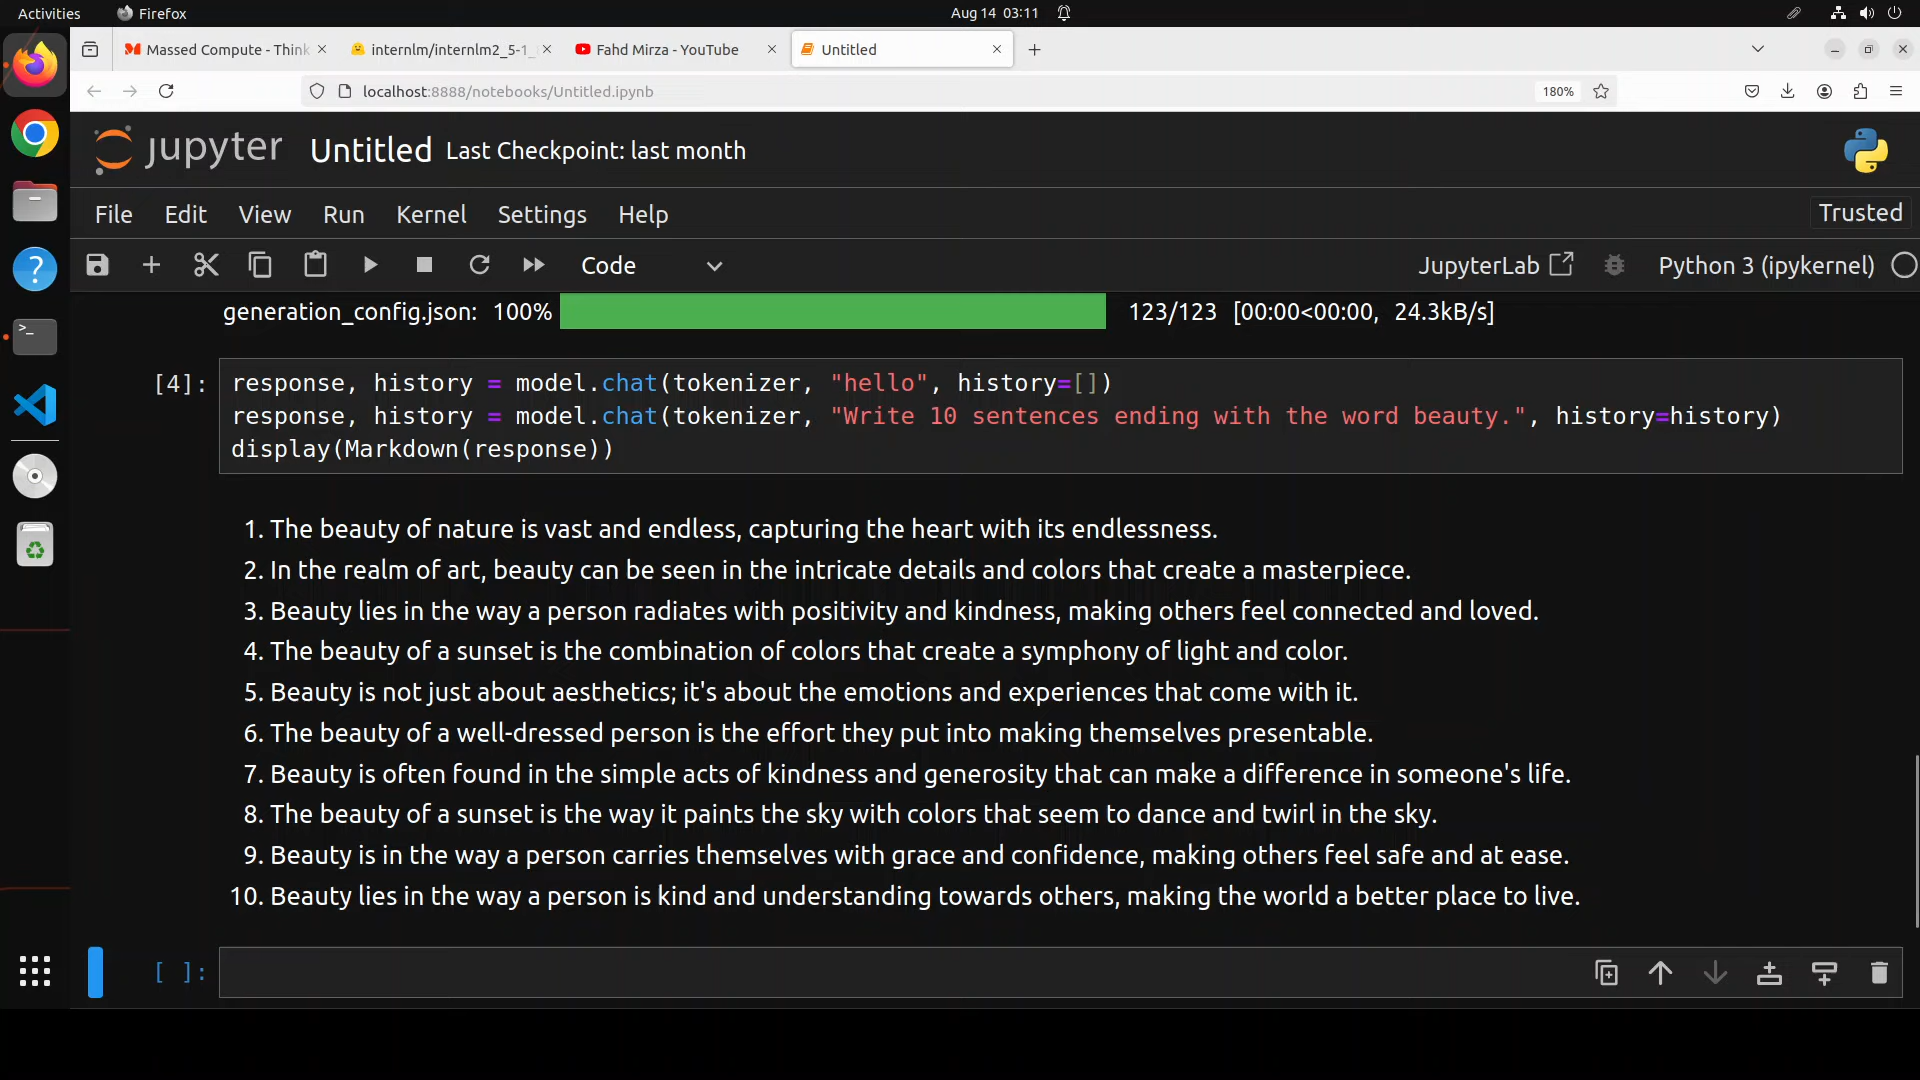 Activities Firefox Aug 14 03:11
Massed Compute - Think internlm/internlm2_5-1_ Fahd Mirza - YouTube Untitled
localhost:8888/notebooks/Untitled.ipynb 180%
jupyter Untitled Last Checkpoint: last month
File Edit View Run Kernel Settings Help Trusted
Code JupyterLab Python 3 (ipykernel)
generation_config.json: 100% 123/123 [00:00<00:00, 24.3kB/s]
[4]: response, history = model.chat(tokenizer, "hello", history=[])
response, history = model.chat(tokenizer, "Write 10 sentences ending with the word beauty.", history=history)
display(Markdown(response))
1. The beauty of nature is vast and endless, capturing the heart with its endlessness.
2. In the realm of art, beauty can be seen in the intricate details and colors that create a masterpiece.
3. Beauty lies in the way a person radiates with positivity and kindness, making others feel connected and loved.
4. The beauty of a sunset is the combination of colors that create a symphony of light and color.
5. Beauty is not just about aesthetics; it's about the emotions and experiences that come with it.
6. The beauty of a well-dressed person is the effort they put into making themselves presentable.
7. Beauty is often found in the simple acts of kindness and generosity that can make a difference in someone's life.
8. The beauty of a sunset is the way it paints the sky with colors that seem to dance and twirl in the sky.
9. Beauty is in the way a person carries themselves with grace and confidence, making others feel safe and at ease.
10. Beauty lies in the way a person is kind and understanding towards others, making the world a better place to live.
[ ]: